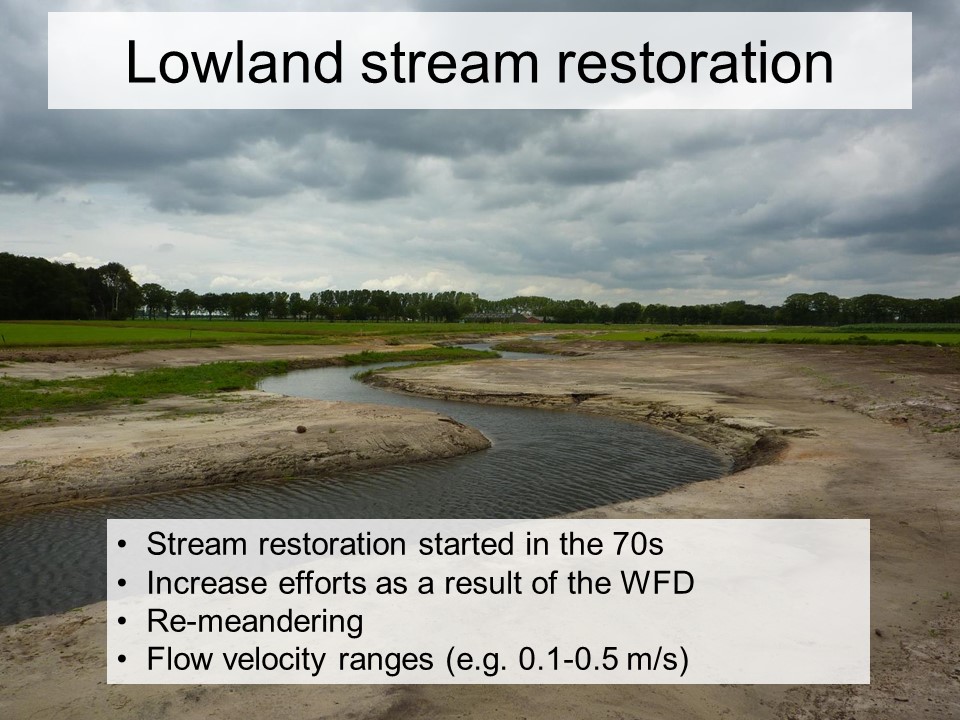 Lowland stream restoration
• Stream restoration started in the 70s
• Increase efforts as a result of the WFD
• Re-meandering
• Flow velocity ranges (e.g. 0.1-0.5 m/s)